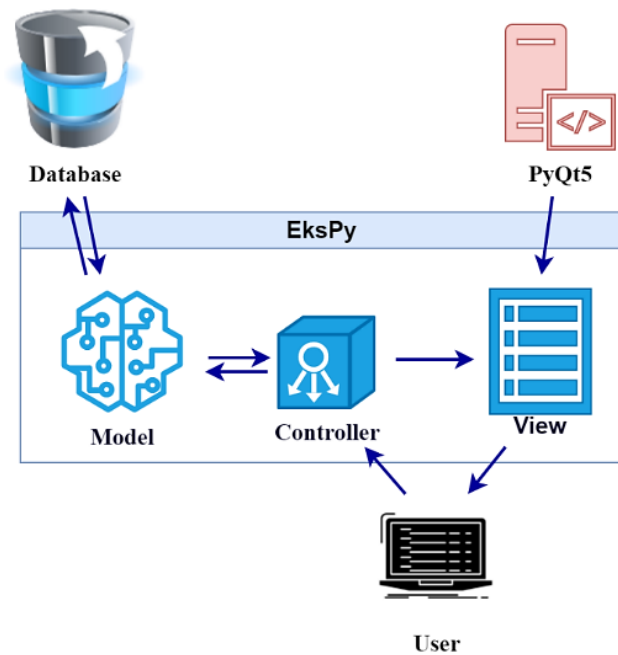 Database
PyQt5
EksPy
Model
Controller
View
User